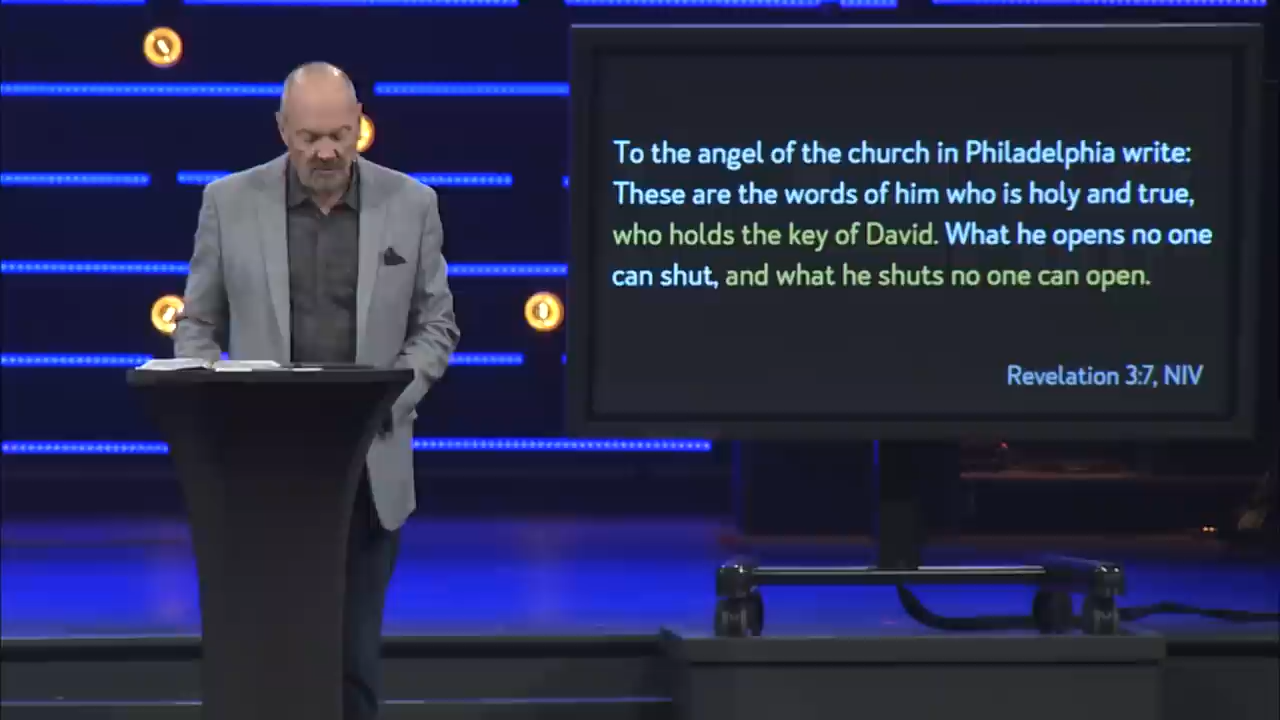 To the angel of the church in Philadelphia write:
These are the words of him who is holy and true,
who holds the key of David. What he opens no one
can shut, and what he shuts no one can open.
Revelation 3:7, NIV